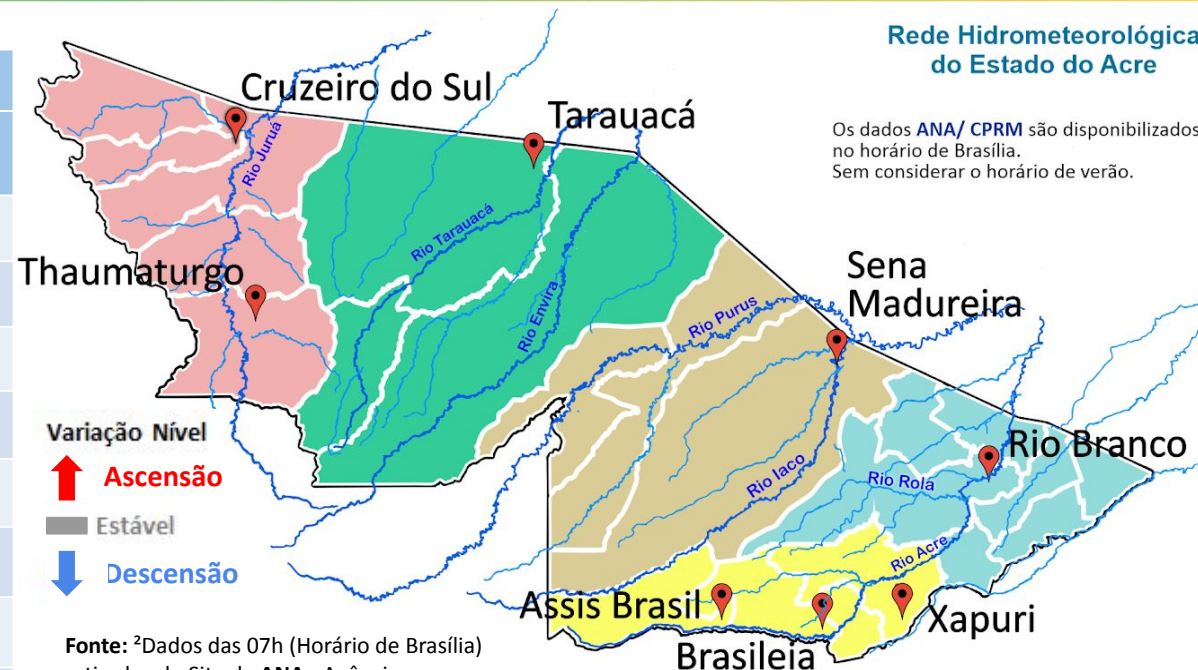 Rede Hidrometeorológica
do Estado do Acre
Os dados ANA/ CPRM são disponibilizados
no horário de Brasília.
Sem considerar o horário de verão.
Cruzeiro do Sul
Tarauacá
Rio Juruá
Rio Tarauacá
Thaumaturgo
Rio Envira
Sena
Madureira
Rio Purus
Rio Branco
Rio Iaco
Rio Rola
Rio Acre
Assis Brasil
Xapuri
Brasileia
Variação Nível
Ascensão
Estável
Descensão
Fonte: ²Dados das 07h (Horário de Brasília)